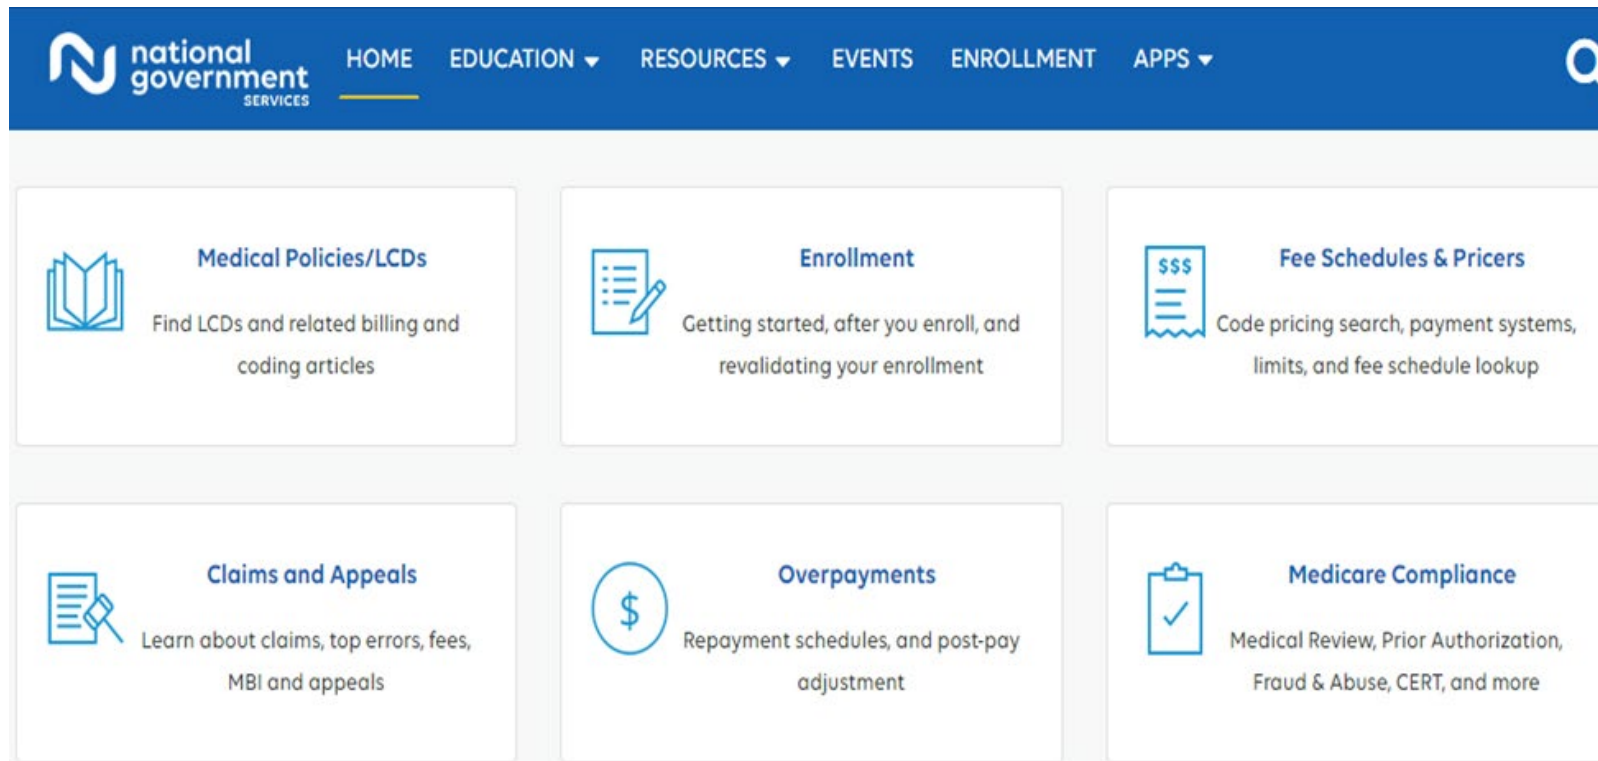 national
government
SERVICES
HOME EDUCATION RESOURCES EVENTS ENROLLMENT APPS
Medical Policies/LCDs
Find LCDs and related billing and
coding articles
Enrollment
Getting started, after you enroll, and
revalidating your enrollment
$$$
Fee Schedules & Pricers
Code pricing search, payment systems,
limits, and fee schedule lookup
Claims and Appeals
Learn about claims, top errors, fees,
MBI and appeals
$
Overpayments
Repayment schedules, and post-pay
adjustment
Medicare Compliance
Medical Review, Prior Authorization,
Fraud & Abuse, CERT, and more